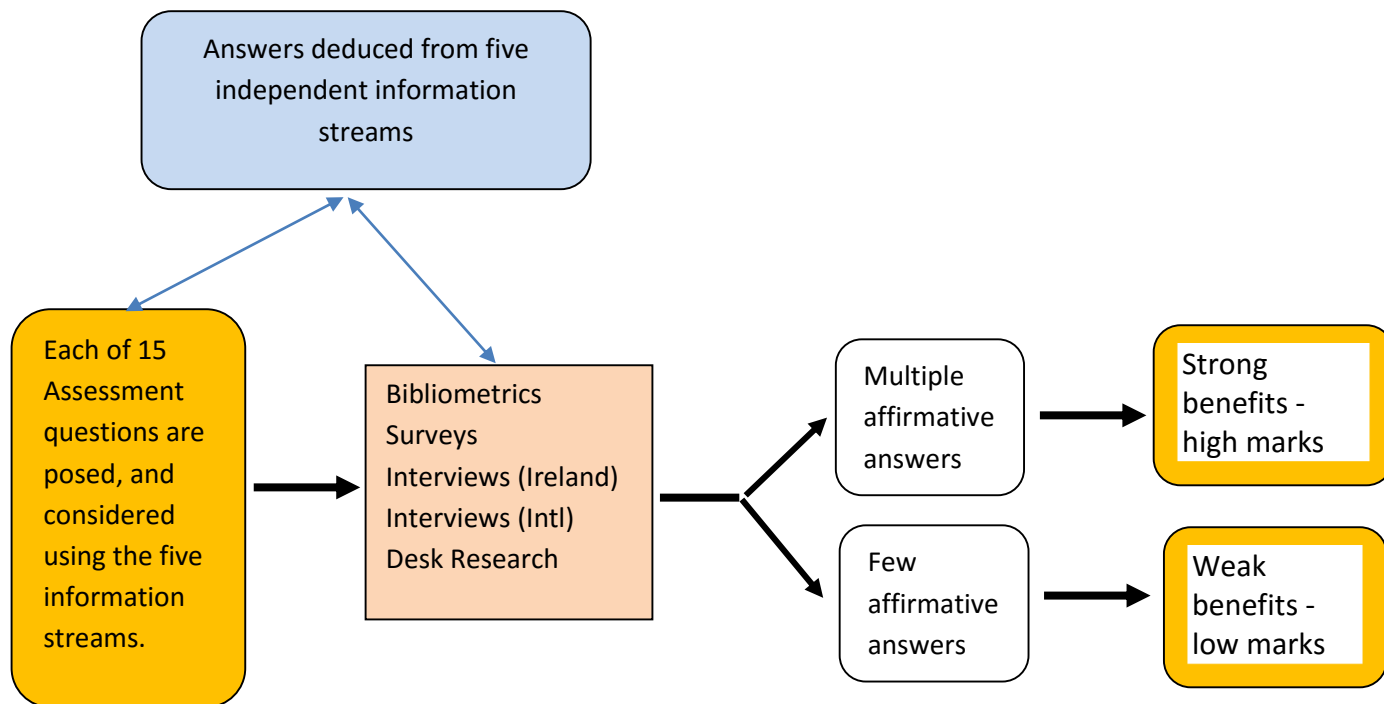 Answers deduced from five
independent information
streams
Each of 15
Assessment
questions are
posed, and
considered
using the five
information
streams.
Bibliometrics
Surveys
Interviews (Ireland)
Interviews (Intl)
Desk Research
Multiple
affirmative
answers
Strong
benefits -
high marks
Few
affirmative
answers
Weak
benefits -
low marks